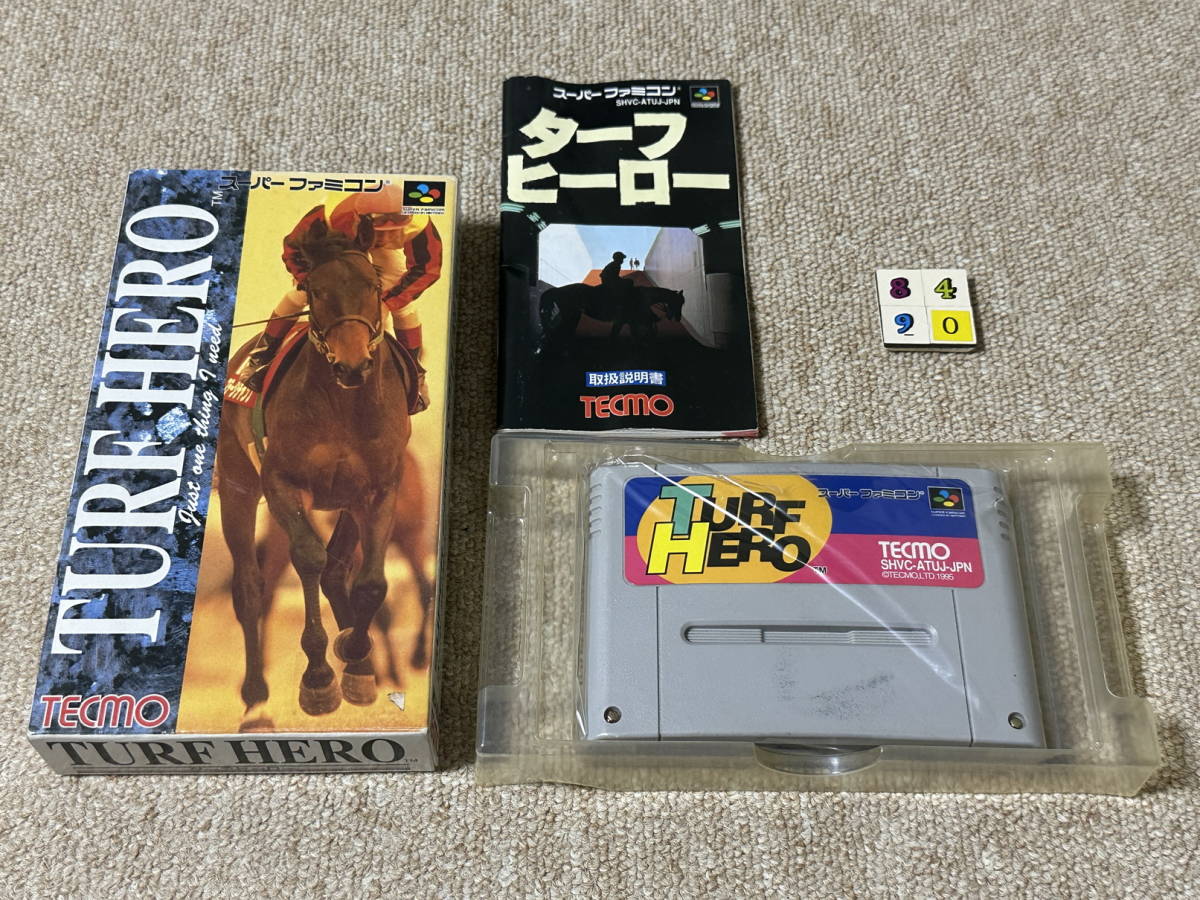 スーパーファミコン®
TURF HERO™
Just one thing I need
TECMO
TURF HERO™
スーパーファミコン®
SHVC-ATUJ-JPN
ターフ
ヒーロー
取扱説明書
TECMO
8 4
9 0
TURF
HERO
TM
スーパーファミコン®
TECMO
SHVC-ATUJ-JPN
©TECMO,LTD.1995